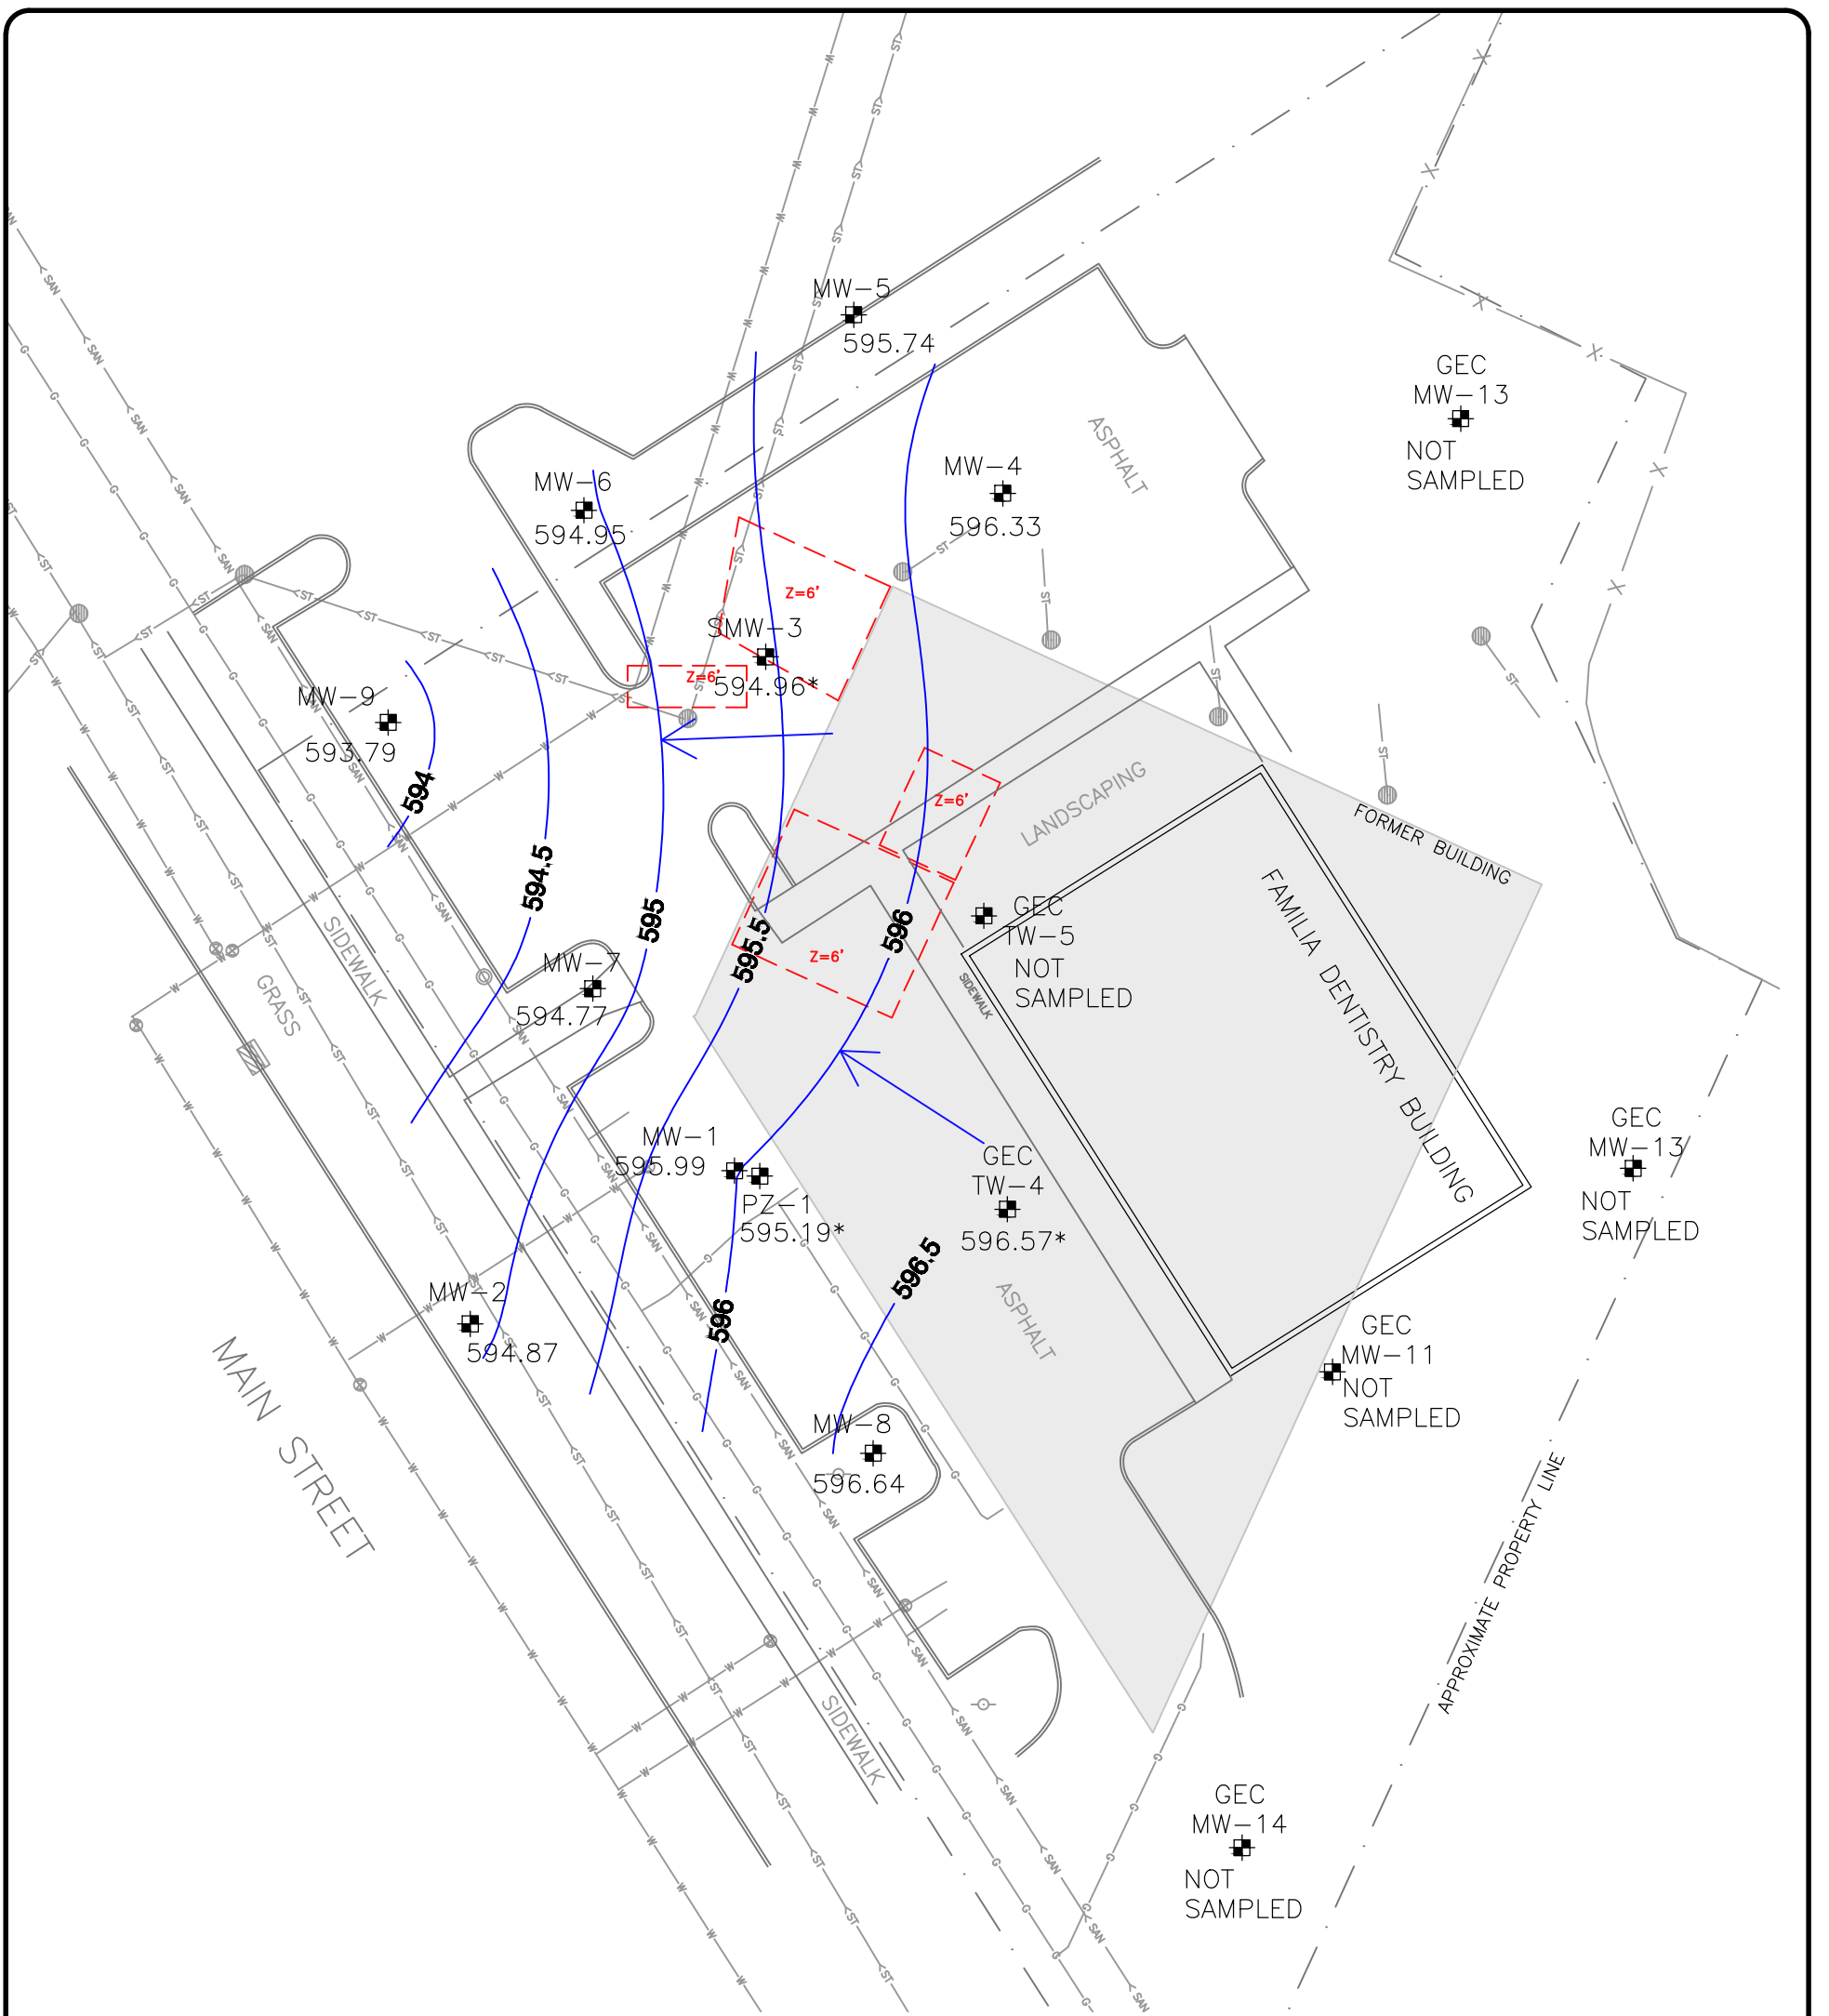 MW-5
595.74
GEC
MW-13
NOT
SAMPLED
ASPHALT
MW-4
596.33
MW-6
594.95
Z=6'
SMW-3
594.96*
Z=6'
MW-9
593.79
594
594.5
595
595.5
596
Z=6'
Z=6'
LANDSCAPING
FORMER BUILDING
FAMILIA DENTISTRY BUILDING
GEC
TW-5
NOT
SAMPLED
SIDEWALK
SIDEWALK
GRASS
MW-7
594.77
MW-1
595.99
PZ-1
595.19*
GEC
TW-4
596.57*
GEC
MW-13
NOT
SAMPLED
596.5
596
ASPHALT
MW-2
594.87
MAIN STREET
GEC
MW-11
NOT
SAMPLED
MW-8
596.64
APPROXIMATE PROPERTY LINE
SIDEWALK
GEC
MW-14
NOT
SAMPLED